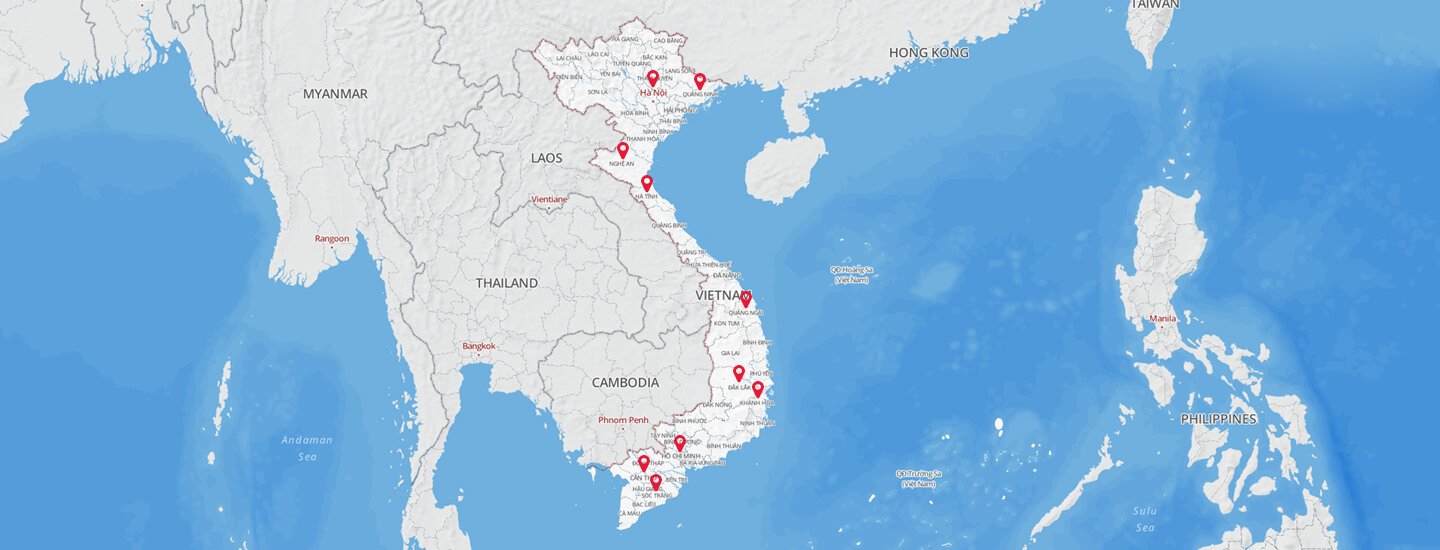 TAIWAN
HÀ GIANG
CAO BẰNG
HONG KONG
LÀO CAI
LAI CHÂU
BẮC KẠN
TUYÊN QUANG
YÊN BÁI
LẠNG SƠN
ĐIỆN BIÊN
SƠN LA
Hà Nội
QUẢNG NINH
MYANMAR
HẢI PHÒNG
HÒA BÌNH
THÁI BÌNH
NINH BÌNH
THANH HÓA
LAOS
NGHỆ AN
HÀ TĨNH
Vientiane
QUẢNG BÌNH
Rangoon
QUẢNG TRỊ
THỪA THIÊN HUẾ
QĐ.Hoàng Sa
(Việt Nam)
ĐÀ NẴNG
THAILAND
VIETNAM
QUẢNG NGÃI
Manila
KON TUM
BÌNH ĐỊNH
Bangkok
GIA LAI
PHÚ YÊN
CAMBODIA
ĐẮK LẮK
KHÁNH HÒA
ĐẮK NÔNG
PHILIPPINES
Phnom Penh
BÌNH PHƯỚC
NINH THUẬN
TÂY NINH
Andaman
Sea
BÌNH THUẬN
HỒ CHÍ MINH
BÀ RỊA-VŨNG TÀU
QĐ.Trường Sa
(Việt Nam)
BẾN TRE
SÓC TRĂNG
BẠC LIÊU
CÀ MAU
Sulu
Sea